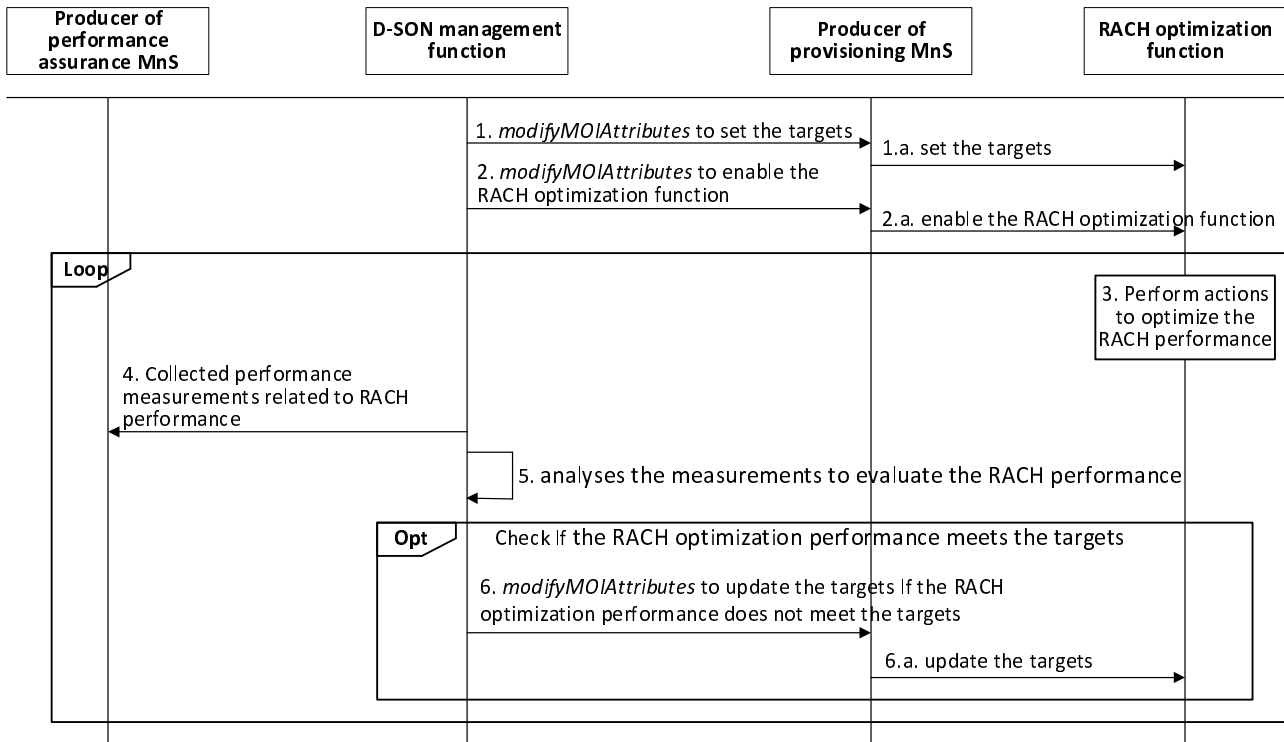 Producer of
performance
assurance MnS
D-SON management
function
Producer of
provisioning MnS
RACH optimization
function
1. modifyMOIAttributes to set the targets
1.a. set the targets
2. modifyMOIAttributes to enable the
RACH optimization function
2.a. enable the RACH optimization function
Loop
3. Perform actions
to optimize the
RACH performance
4. Collected performance
measurements related to RACH
performance
5. analyses the measurements to evaluate the RACH performance
Opt
Check If the RACH optimization performance meets the targets
6. modifyMOIAttributes to update the targets If the RACH
optimization performance does not meet the targets
6.a. update the targets